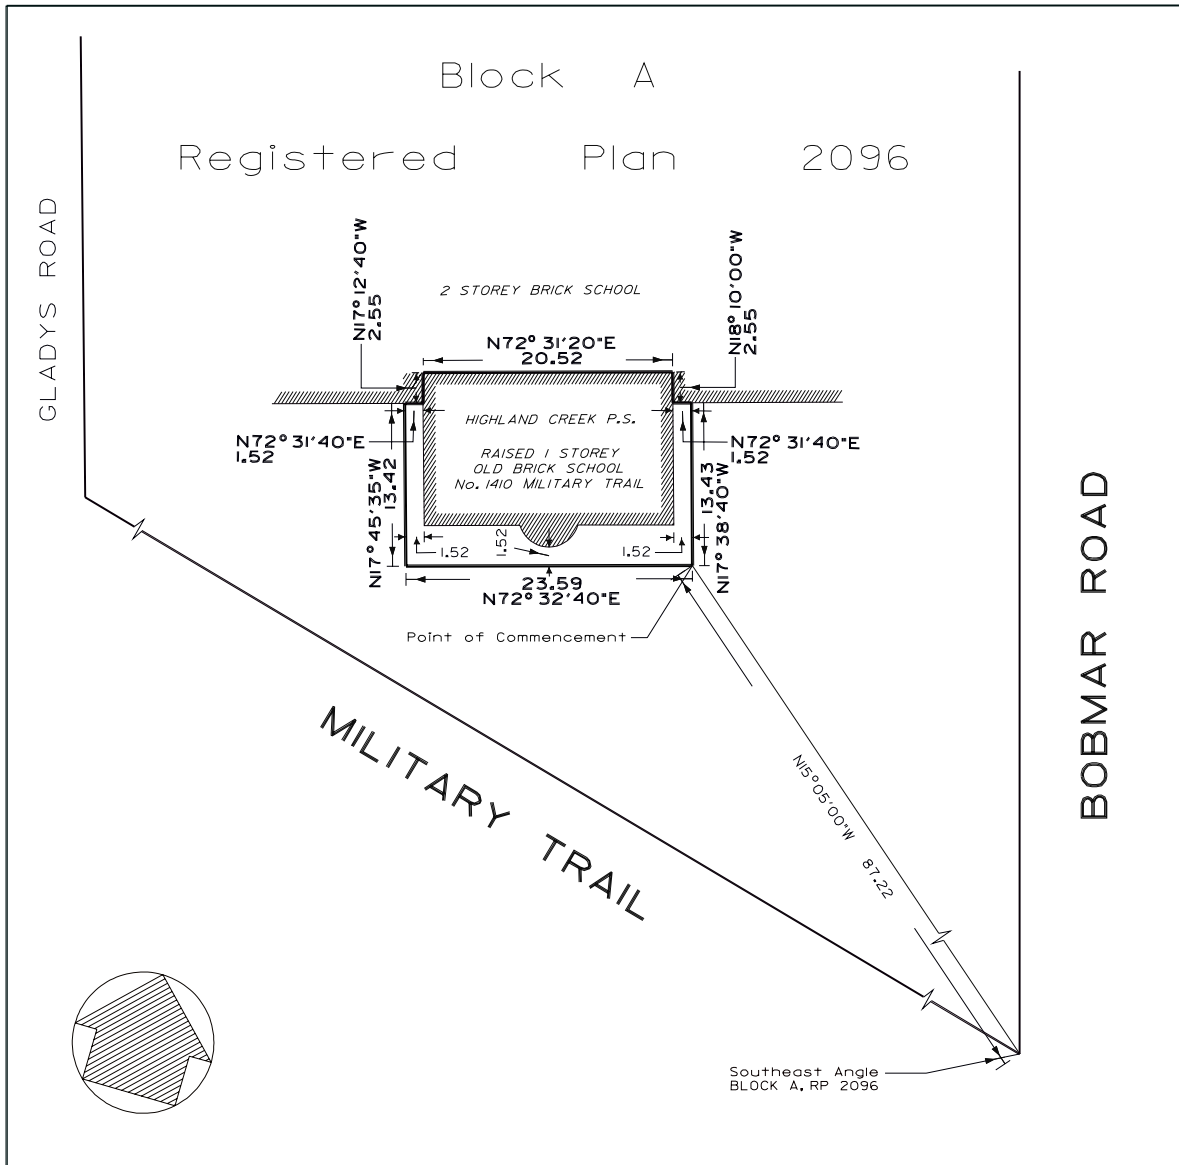 Block A
Registered Plan 2096
GLADYS ROAD
N17°12'40"W
2.55
2 STOREY BRICK SCHOOL
N18°10'00"W
2.55
N72°31'20"E
20.52
HIGHLAND CREEK P.S.
N72°31'40"E
1.52
N72°31'40"E
1.52
RAISED 1 STOREY
OLD BRICK SCHOOL
No. 1410 MILITARY TRAIL
N17°45'35"W
13.42
13.43
N17°38'40"W
1.52
1.52
1.52
23.59
N72°32'40"E
Point of Commencement
BOBMAR ROAD
MILITARY TRAIL
N15°05'00"W 87.22
Southeast Angle
BLOCK A, RP 2096